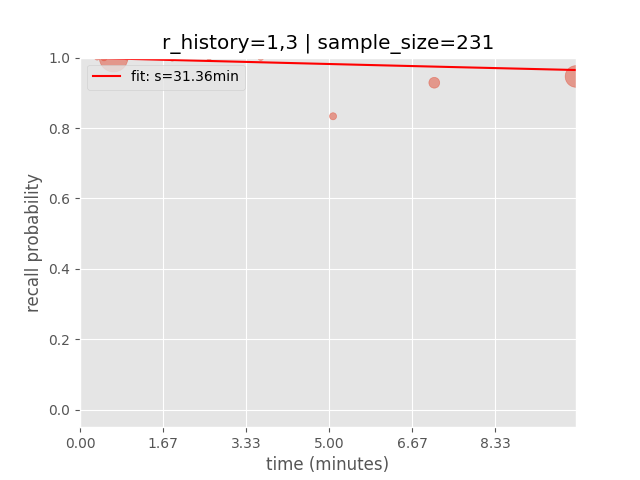 r_history=1,3 | sample_size=231
fit: s=31.36min
recall probability
1.0
0.8
0.6
0.4
0.2
0.0
0.00 1.67 3.33 5.00 6.67 8.33
time (minutes)